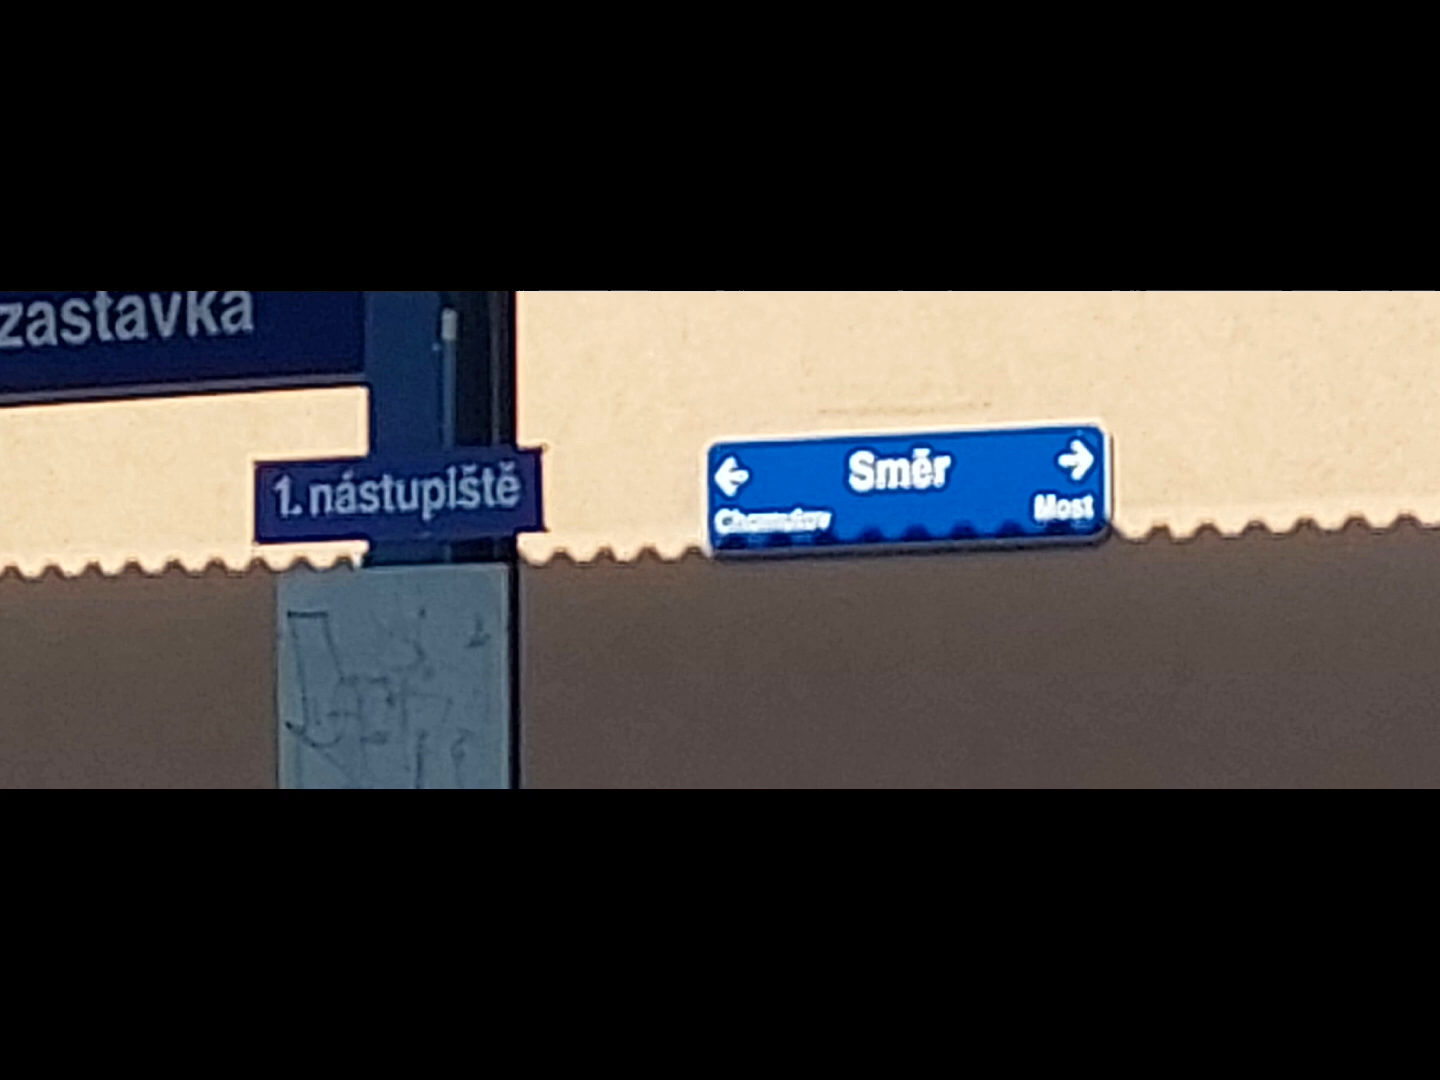 zastávka
1. nástupiště
← Směr →
Chomutov Most